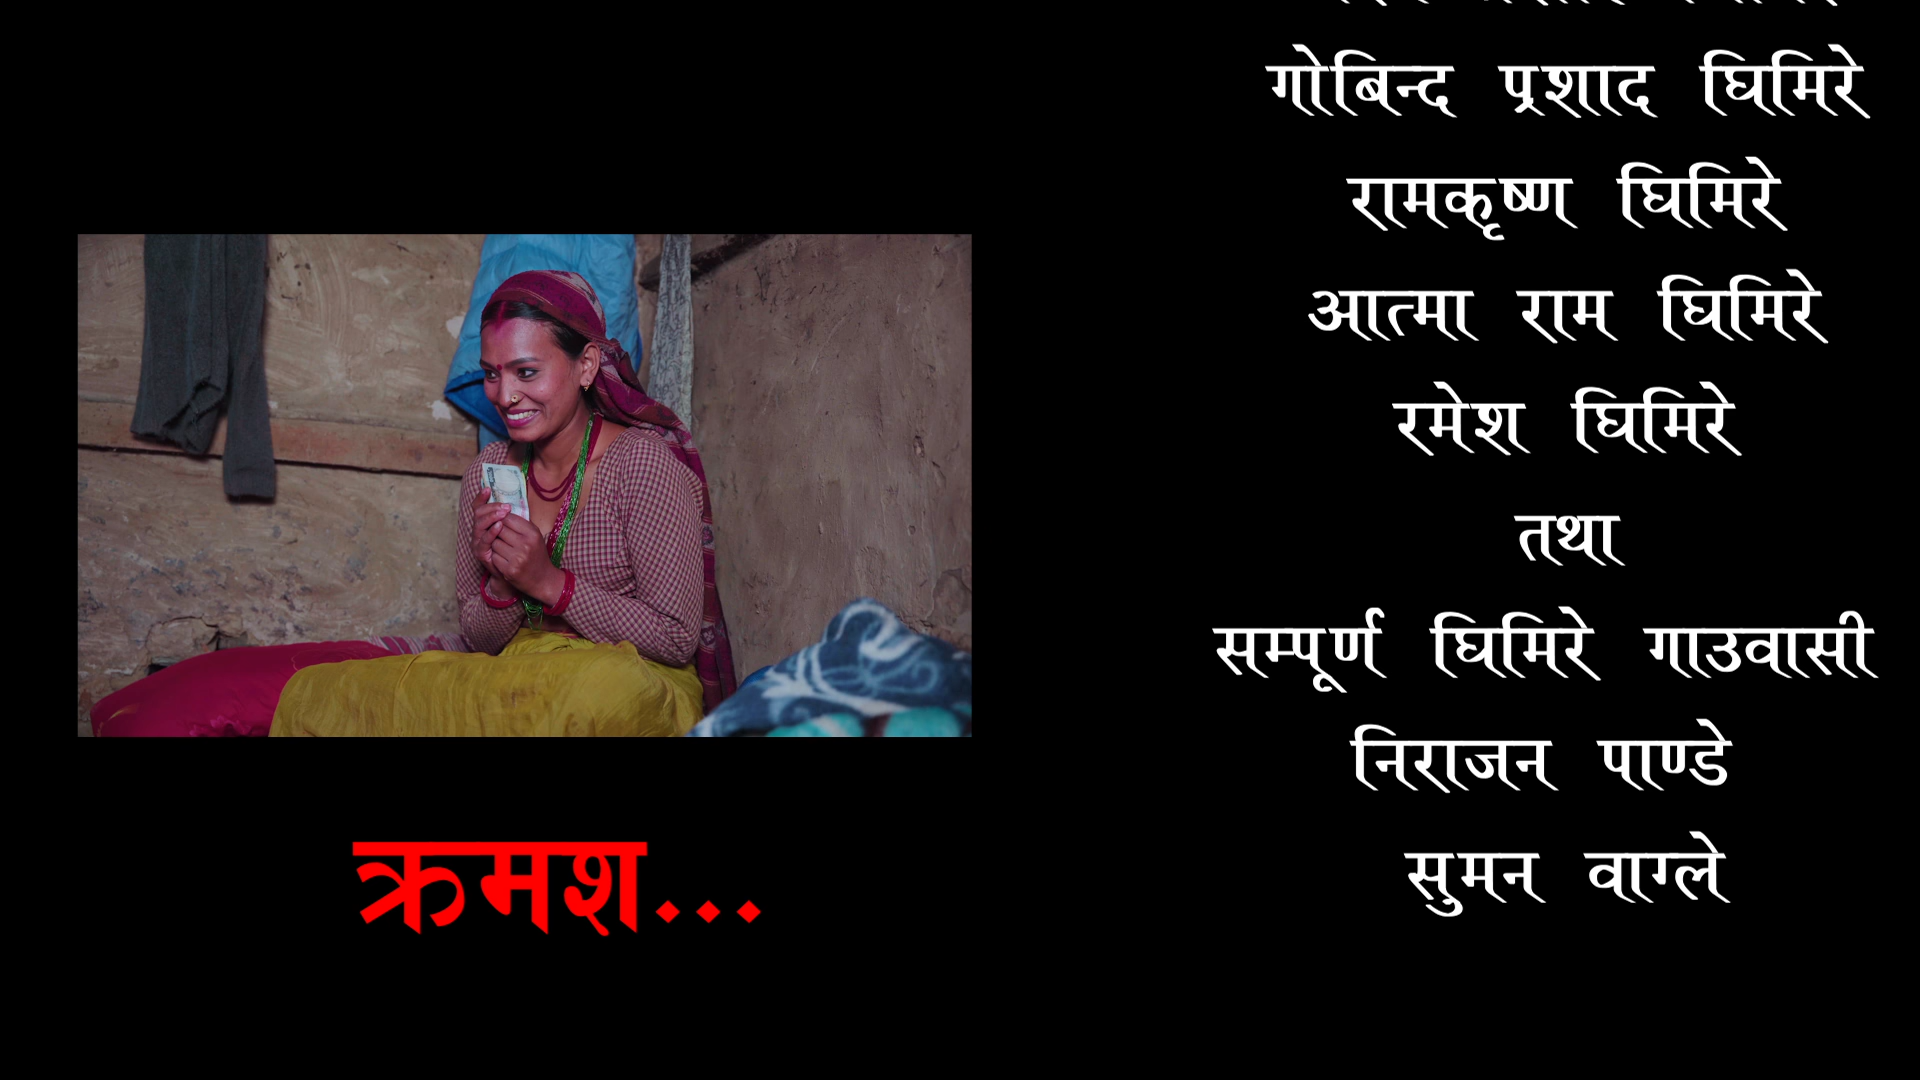 गोबिन्द प्रशाद घिमिरे
रामकृष्ण घिमिरे
आत्मा राम घिमिरे
रमेश घिमिरे
तथा
सम्पूर्ण घिमिरे गाउवासी
निराजन पाण्डे
सुमन वाग्ले
क्रमश...